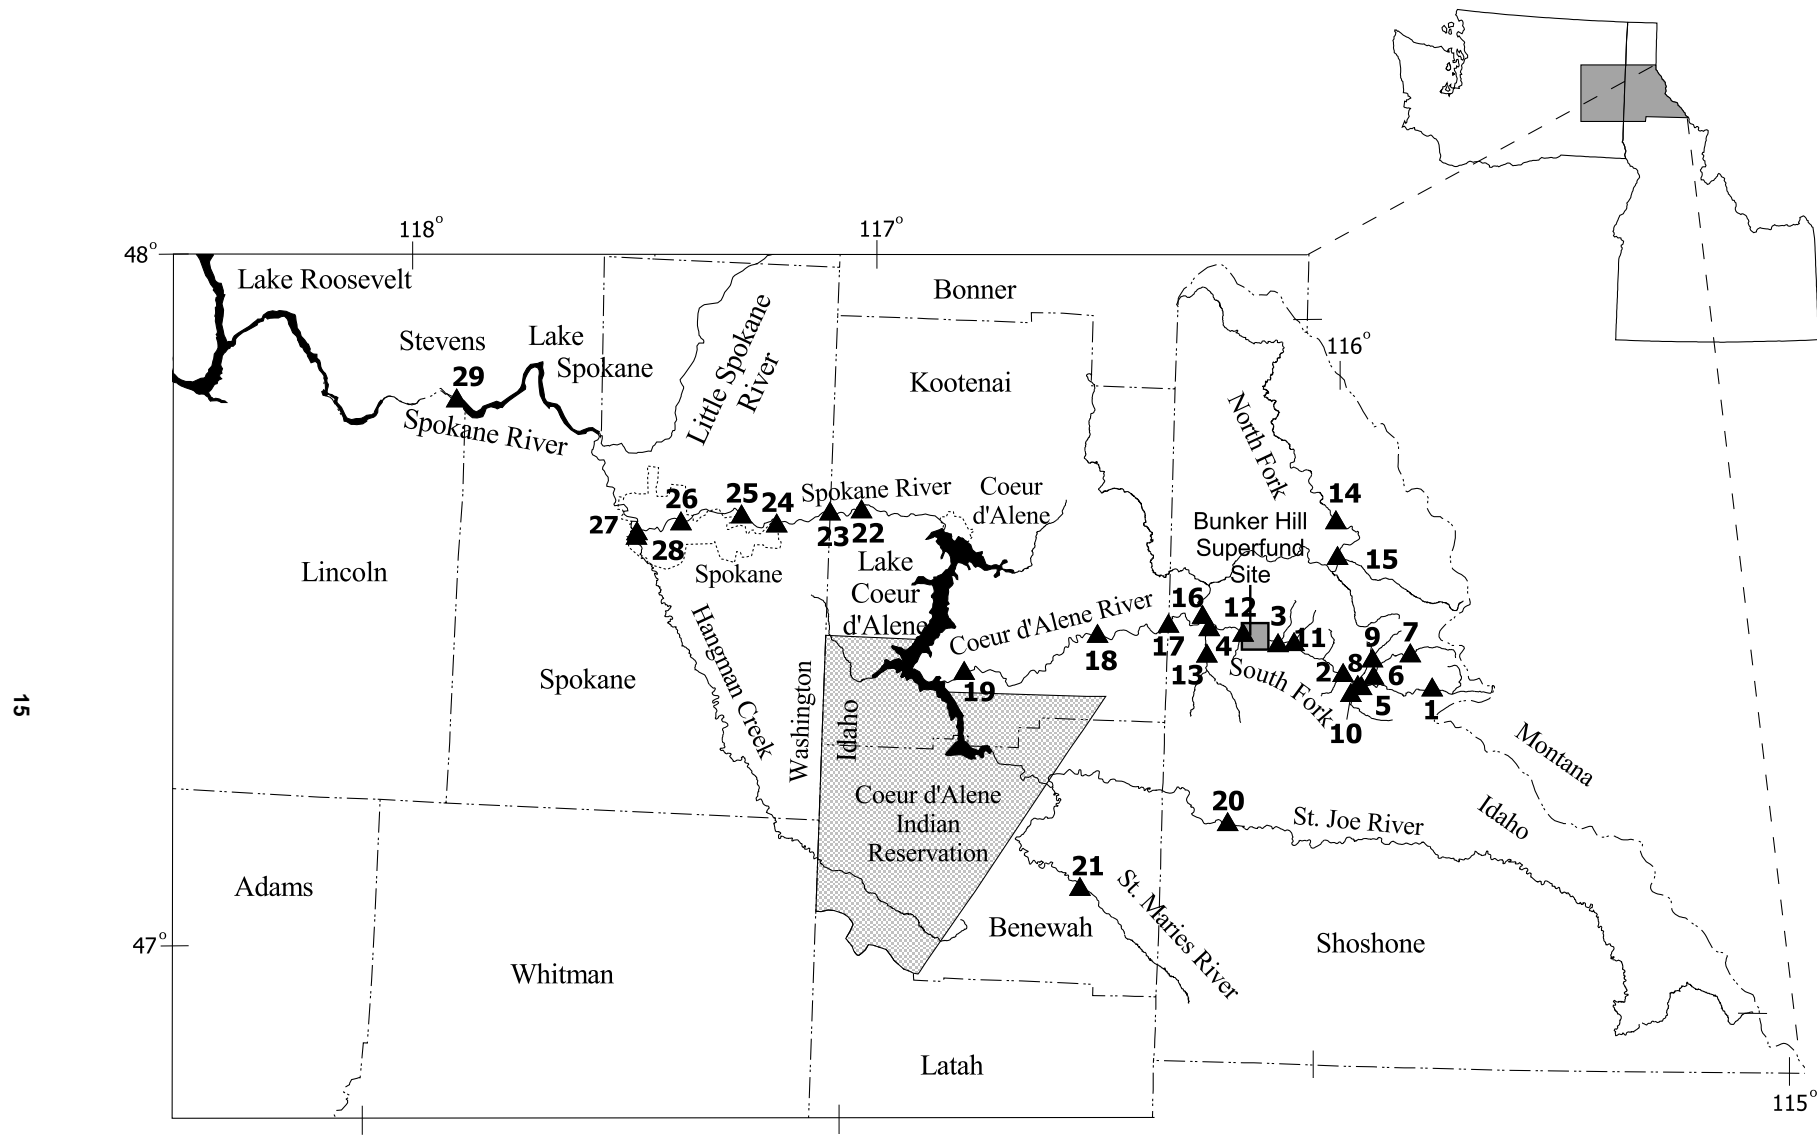 118°
117°
48°
Lake Roosevelt
Bonner
Stevens
Lake
Spokane
29
Spokane River
Little Spokane
River
Kootenai
116°
North Fork
26
25
24
Spokane River
Coeur
d'Alene
14
27
28
23
22
Bunker Hill
Superfund
Site
15
Lincoln
Spokane
Lake
Coeur
d'Alene
Coeur d'Alene River
16
12
3
11
9
7
17
4
18
13
South Fork
2
8
6
19
5
1
10
Spokane
Hangman Creek
Washington
Idaho
15
Montana
Idaho
Coeur d'Alene
Indian
Reservation
20
St. Joe River
21
St. Maries River
Adams
Benewah
47°
Whitman
Shoshone
Latah
115°